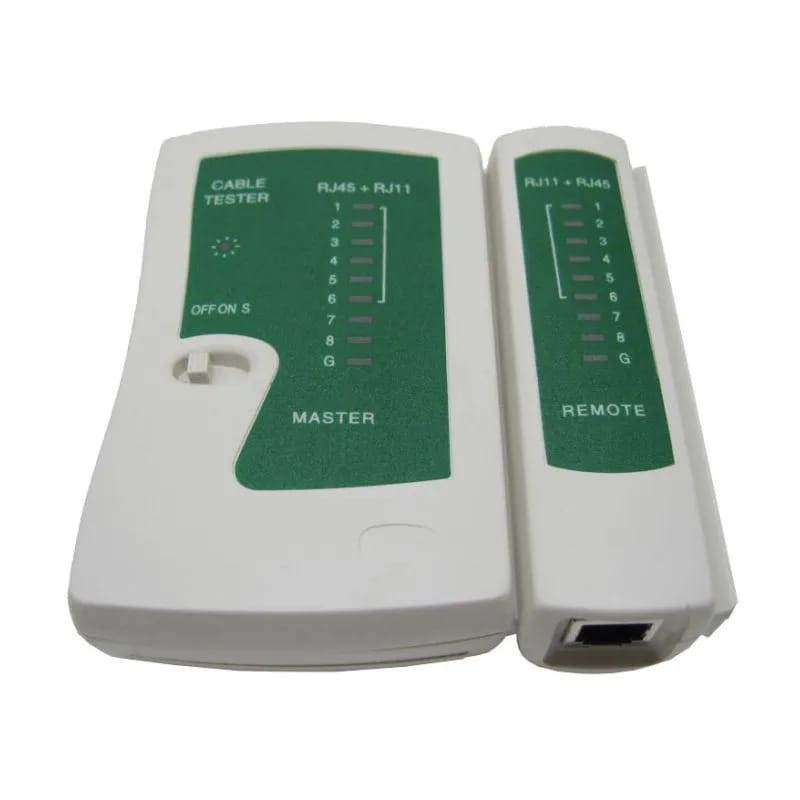 CABLE
TESTER
RJ45 + RJ11
1
2
3
4
5
6
7
8
G
OFF ON S
MASTER
RJ11 + RJ45
1
2
3
4
5
6
7
8
G
REMOTE